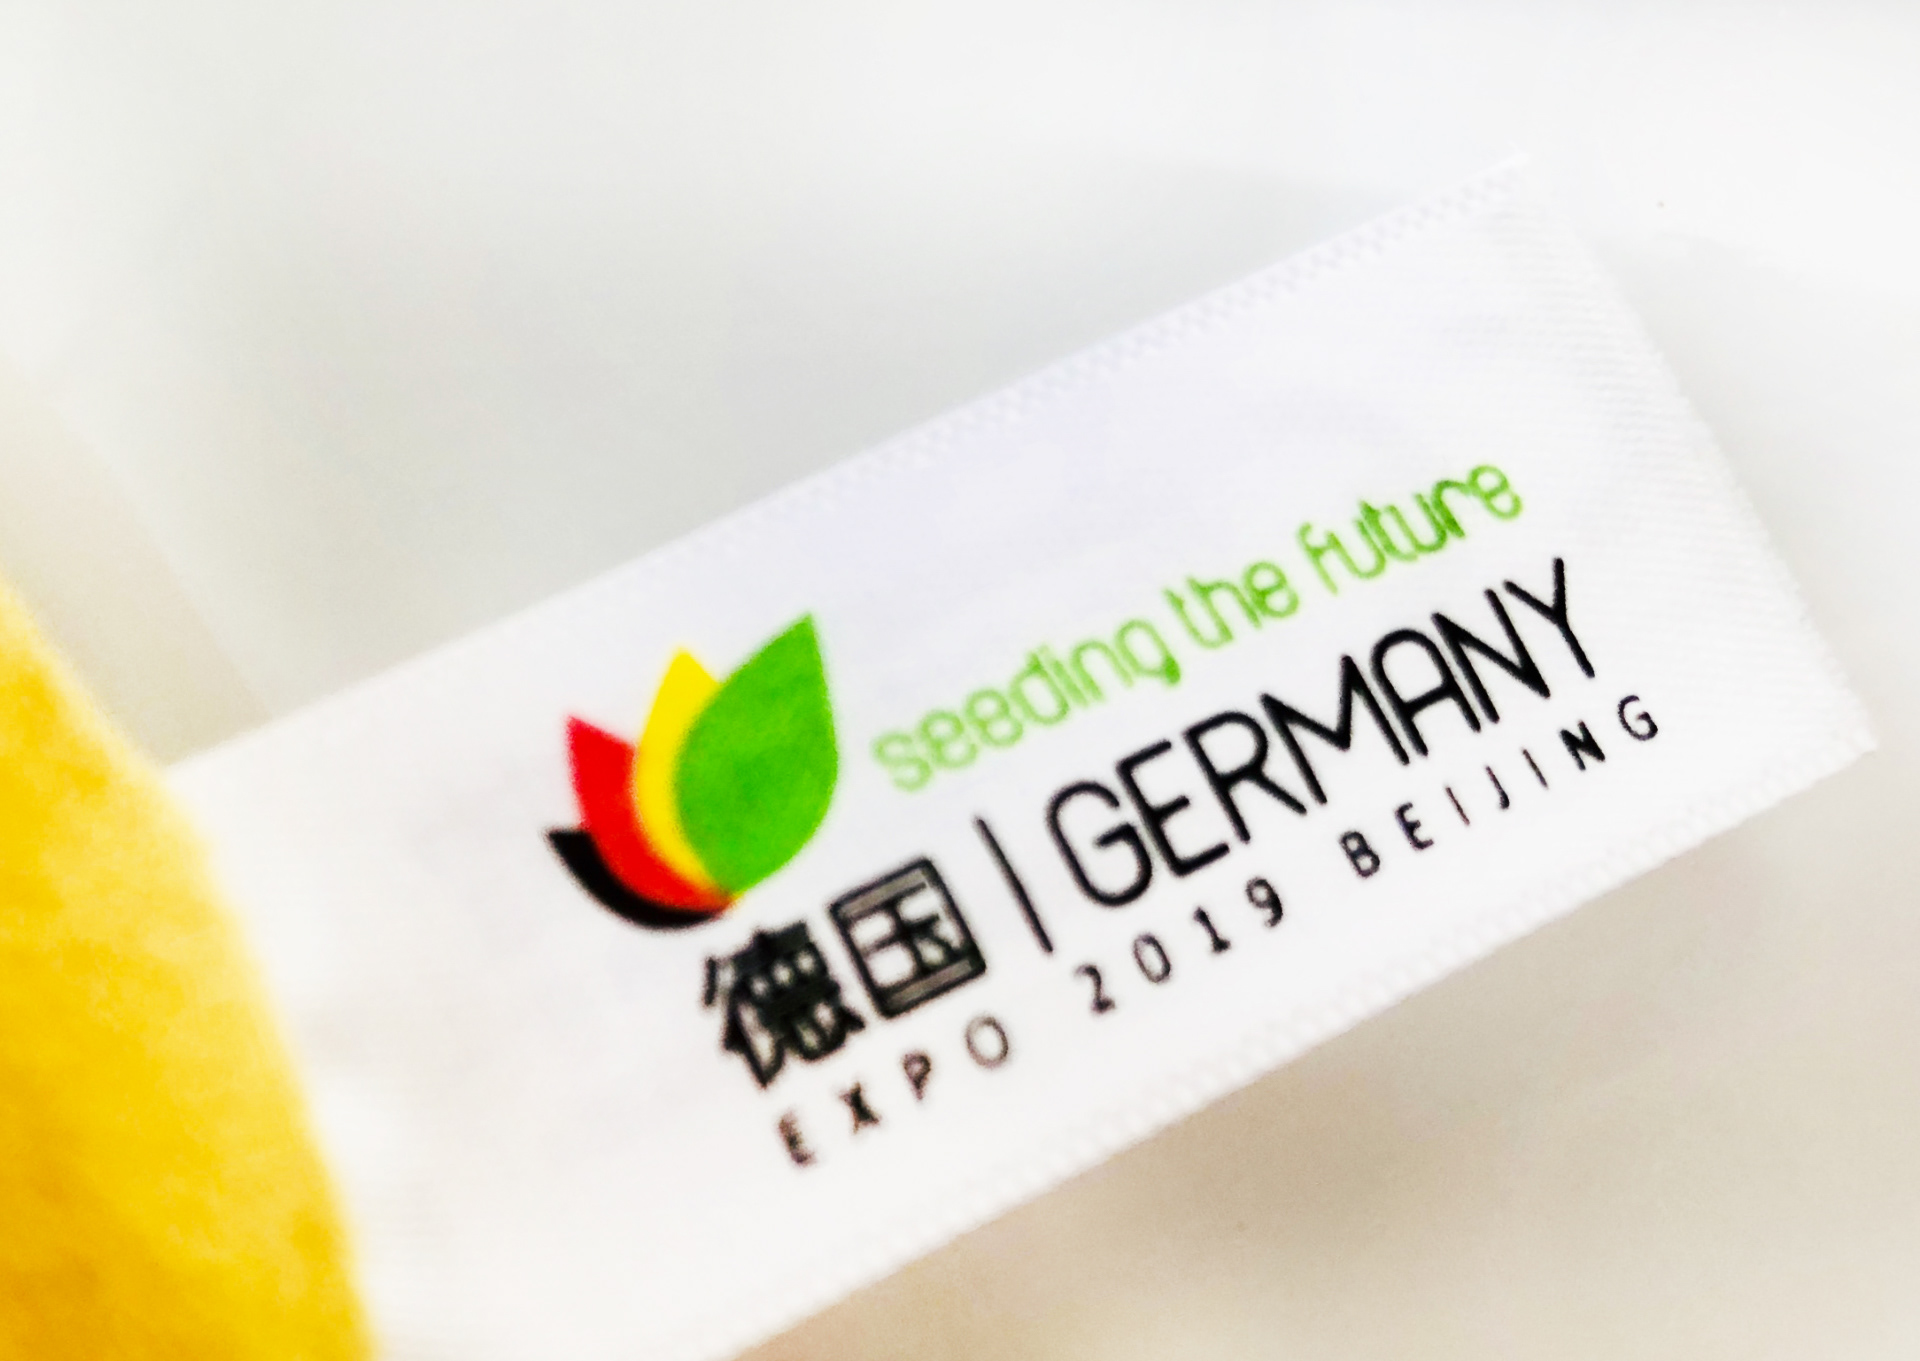 seeding the future
德国 | GERMANY
EXPO 2019 BEIJING